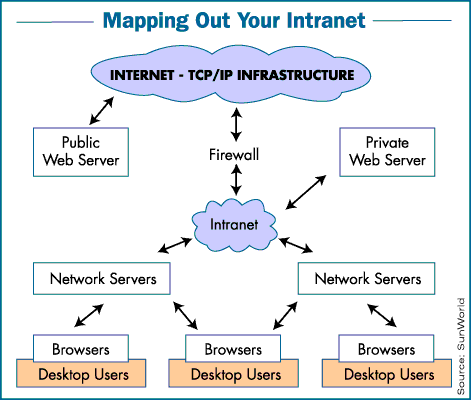 Mapping Out Your Intranet
INTERNET - TCP/IP INFRASTRUCTURE
Public
Web Server
Firewall
Private
Web Server
Intranet
Network Servers
Network Servers
Browsers
Browsers
Browsers
Desktop Users
Desktop Users
Desktop Users
Source: SunWorld